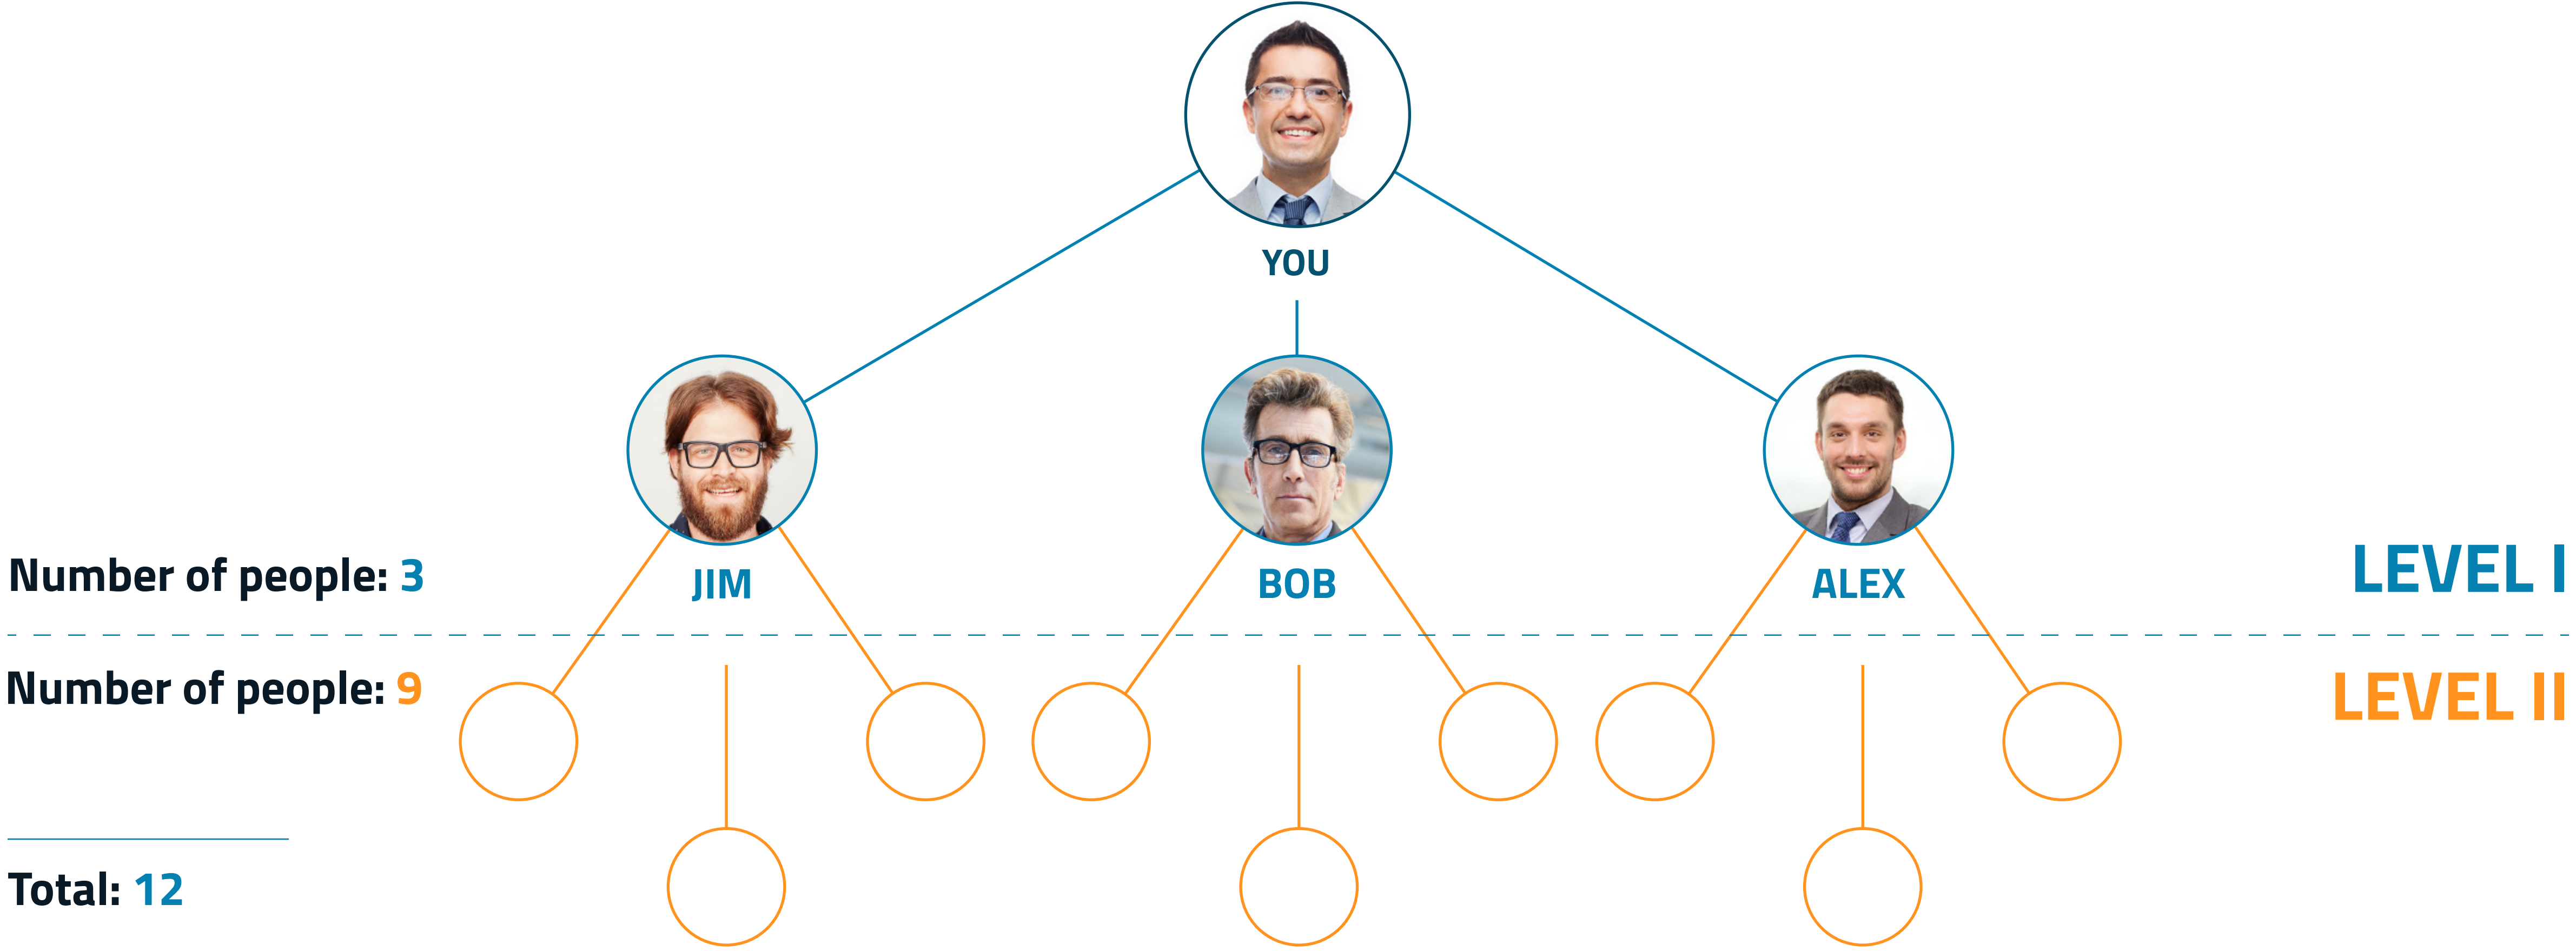 YOU
JIM
BOB
ALEX
Number of people: 3
LEVEL I
Number of people: 9
LEVEL II
Total: 12